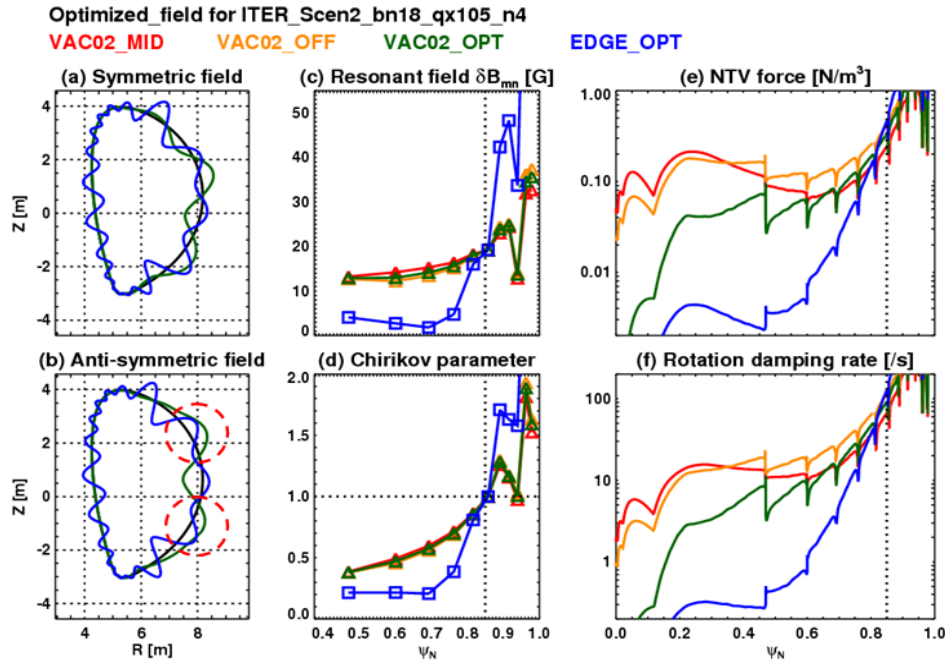 Optimized_field for ITER_Scen2_bn18_qx105_n4
VAC02_MID VAC02_OFF VAC02_OPT EDGE_OPT
(a) Symmetric field
(c) Resonant field δBmn [G]
(e) NTV force [N/m³]
4
2
0
-2
-4
Z [m]
50
40
30
20
10
0
1.00
0.10
0.01
(b) Anti-symmetric field
(d) Chirikov parameter
(f) Rotation damping rate [/s]
4
2
0
-2
-4
Z [m]
4 6 8
R [m]
2.0
1.5
1.0
0.5
0.0
0.4 0.5 0.6 0.7 0.8 0.9 1.0
ψN
100
10
1
0.0 0.2 0.4 0.6 0.8 1.0
ψN